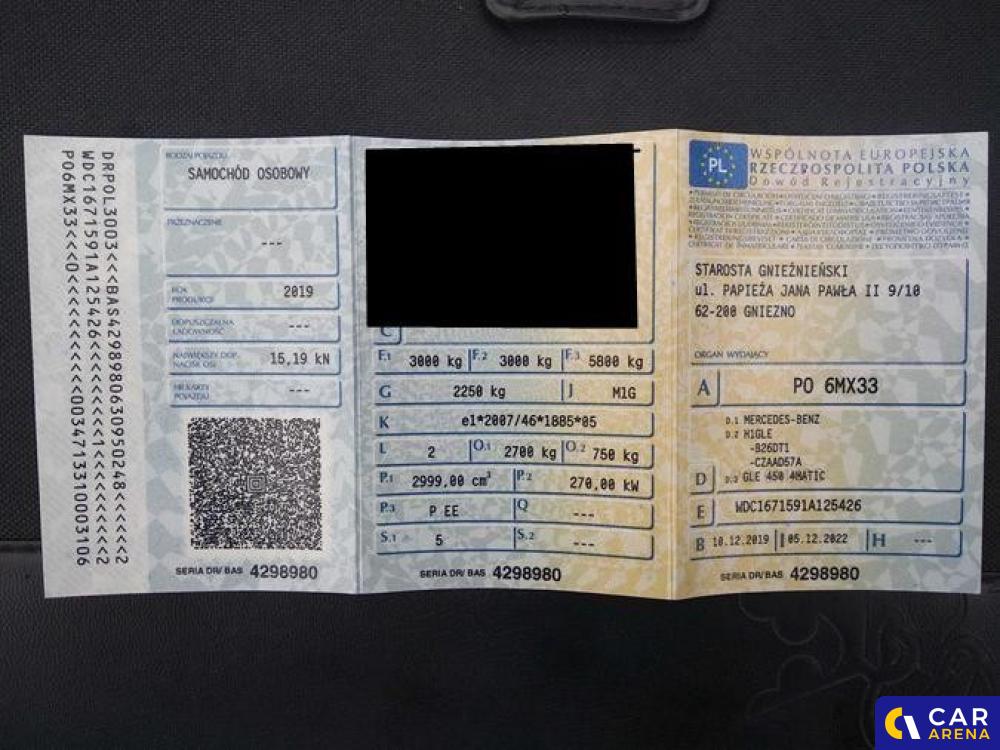 DRPOL3003<<BAS4298980630950248<<<<<2
WDC1671591A125426<<<<<<1<<<<<<<<<<2
PO6MX33<<<0<<<<<<<<<0034713310003106
RODZAJ POJAZDU
SAMOCHÓD OSOBOWY
PRZEZNACZENIE
---
ROK
PRODUKCJI
2019
DOPUSZCZALNA
ŁADOWNOŚĆ
---
NAJWIĘKSZY DOP.
NACISK OSI
15,19 kN
NR KARTY
POJAZDU
---
SERIA DR/ BAS 4298980
C
F.1 3000 kg F.2 3000 kg F.3 5800 kg
G 2250 kg J M1G
K e1*2007/46*1885*05
L 2 O.1 2700 kg O.2 750 kg
P.1 2999,00 cm³ P.2 270,00 kW
P.3 P EE Q ---
S.1 5 S.2 ---
SERIA DR/ BAS 4298980
PL
WSPÓLNOTA EUROPEJSKA
RZECZPOSPOLITA POLSKA
Dowód Rejestracyjny
STAROSTA GNIEŹNIEŃSKI
ul. PAPIEŻA JANA PAWŁA II 9/10
62-200 GNIEZNO
ORGAN WYDAJĄCY
A PO 6MX33
D.1 MERCEDES-BENZ
D.2 H1GLE
-B26DT1
-CZAAD57A
D D.3 GLE 450 4MATIC
E WDC1671591A125426
B 10.12.2019 I 05.12.2022 H ---
SERIA DR/ BAS 4298980
CAR
ARENA